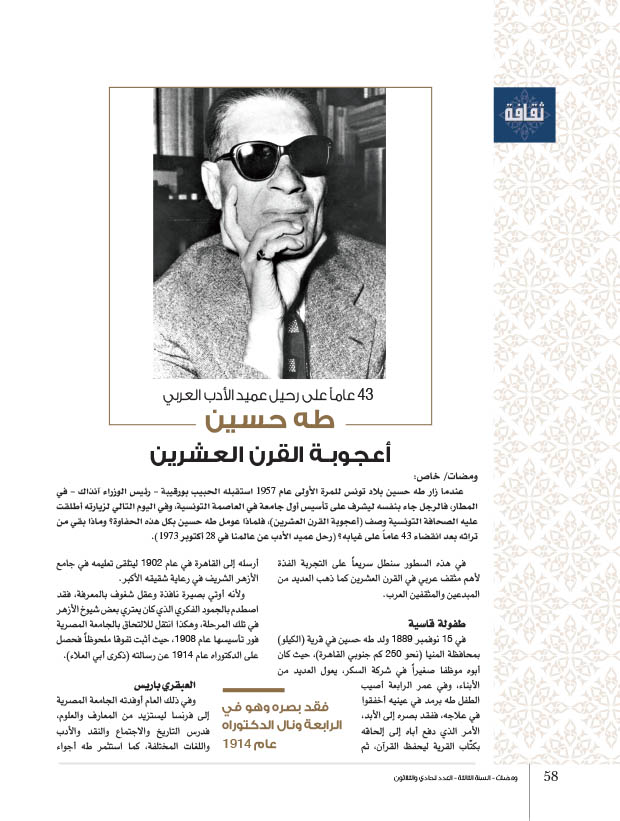 ثقافة
43 عاماً على رحيل عميد الأدب العربي
طه حسين
أعجوبة القرن العشرين
ومضات/ خاص:
عندما زار طه حسين بلاد تونس للمرة الأولى عام 1957 استقبله الحبيب بورقيبة – رئيس الوزراء آنذاك – في
المطار، فالرجل جاء بنفسه ليشرف على تأسيس أول جامعة في العاصمة التونسية، وفي اليوم التالي لزيارته أطلقت
عليه الصحافة التونسية وصف (أعجوبة القرن العشرين)، فلماذا عومل طه حسين بكل هذه الحفاوة؟ وماذا بقي من
تراثه بعد انقضاء 43 عاماً على غيابه؟ (رحل عميد الأدب عن عالمنا في 28 أكتوبر 1973).
في هذه السطور سنطل سريعاً على التجربة الفذة
لأهم مثقف عربي في القرن العشرين كما ذهب العديد من
المبدعين والمثقفين العرب.
طفولة قاسية
في 15 نوفمبر 1889 ولد طه حسين في قرية (الكيلو)
بمحافظة المنيا (نحو 250 كم جنوبي القاهرة)، حيث كان
أبوه موظفا صغيراً في شركة السكر، يعول العديد من
الأبناء، وفي عمر الرابعة أصيب
الطفل طه برمد في عينيه أخفقوا
في علاجه، ففقد بصره إلى الأبد،
الأمر الذي دفع أباه إلى إلحاقه
بكتّاب القرية ليحفظ القرآن، ثم
أرسله إلى القاهرة في عام 1902 ليتلقى تعليمه في جامع
الأزهر الشريف في رعاية شقيقه الأكبر.
ولأنه أوتي بصيرة نافذة وعقل شغوف بالمعرفة، فقد
اصطدم بالجمود الفكري الذي كان يعتري بعض شيوخ الأزهر
في تلك المرحلة، وهكذا انتقل للالتحاق بالجامعة المصرية
فور تأسيسها عام 1908، حيث أثبت تفوقا ملحوظاً فحصل
على الدكتوراه عام 1914 عن رسالته (ذكرى أبي العلاء).
العبقري باريس
وفي ذلك العام أوفدته الجامعة المصرية
إلى فرنسا ليستزيد من المعارف والعلوم،
فدرس التاريخ والاجتماع والنقد والأدب
واللغات المختلفة، كما استثمر طه أجواء
فقد بصره وهو في
الرابعة ونال الدكتوراه
عام 1914
58
ومضات – السنة الثالثة – العدد الحادي والثلاثون